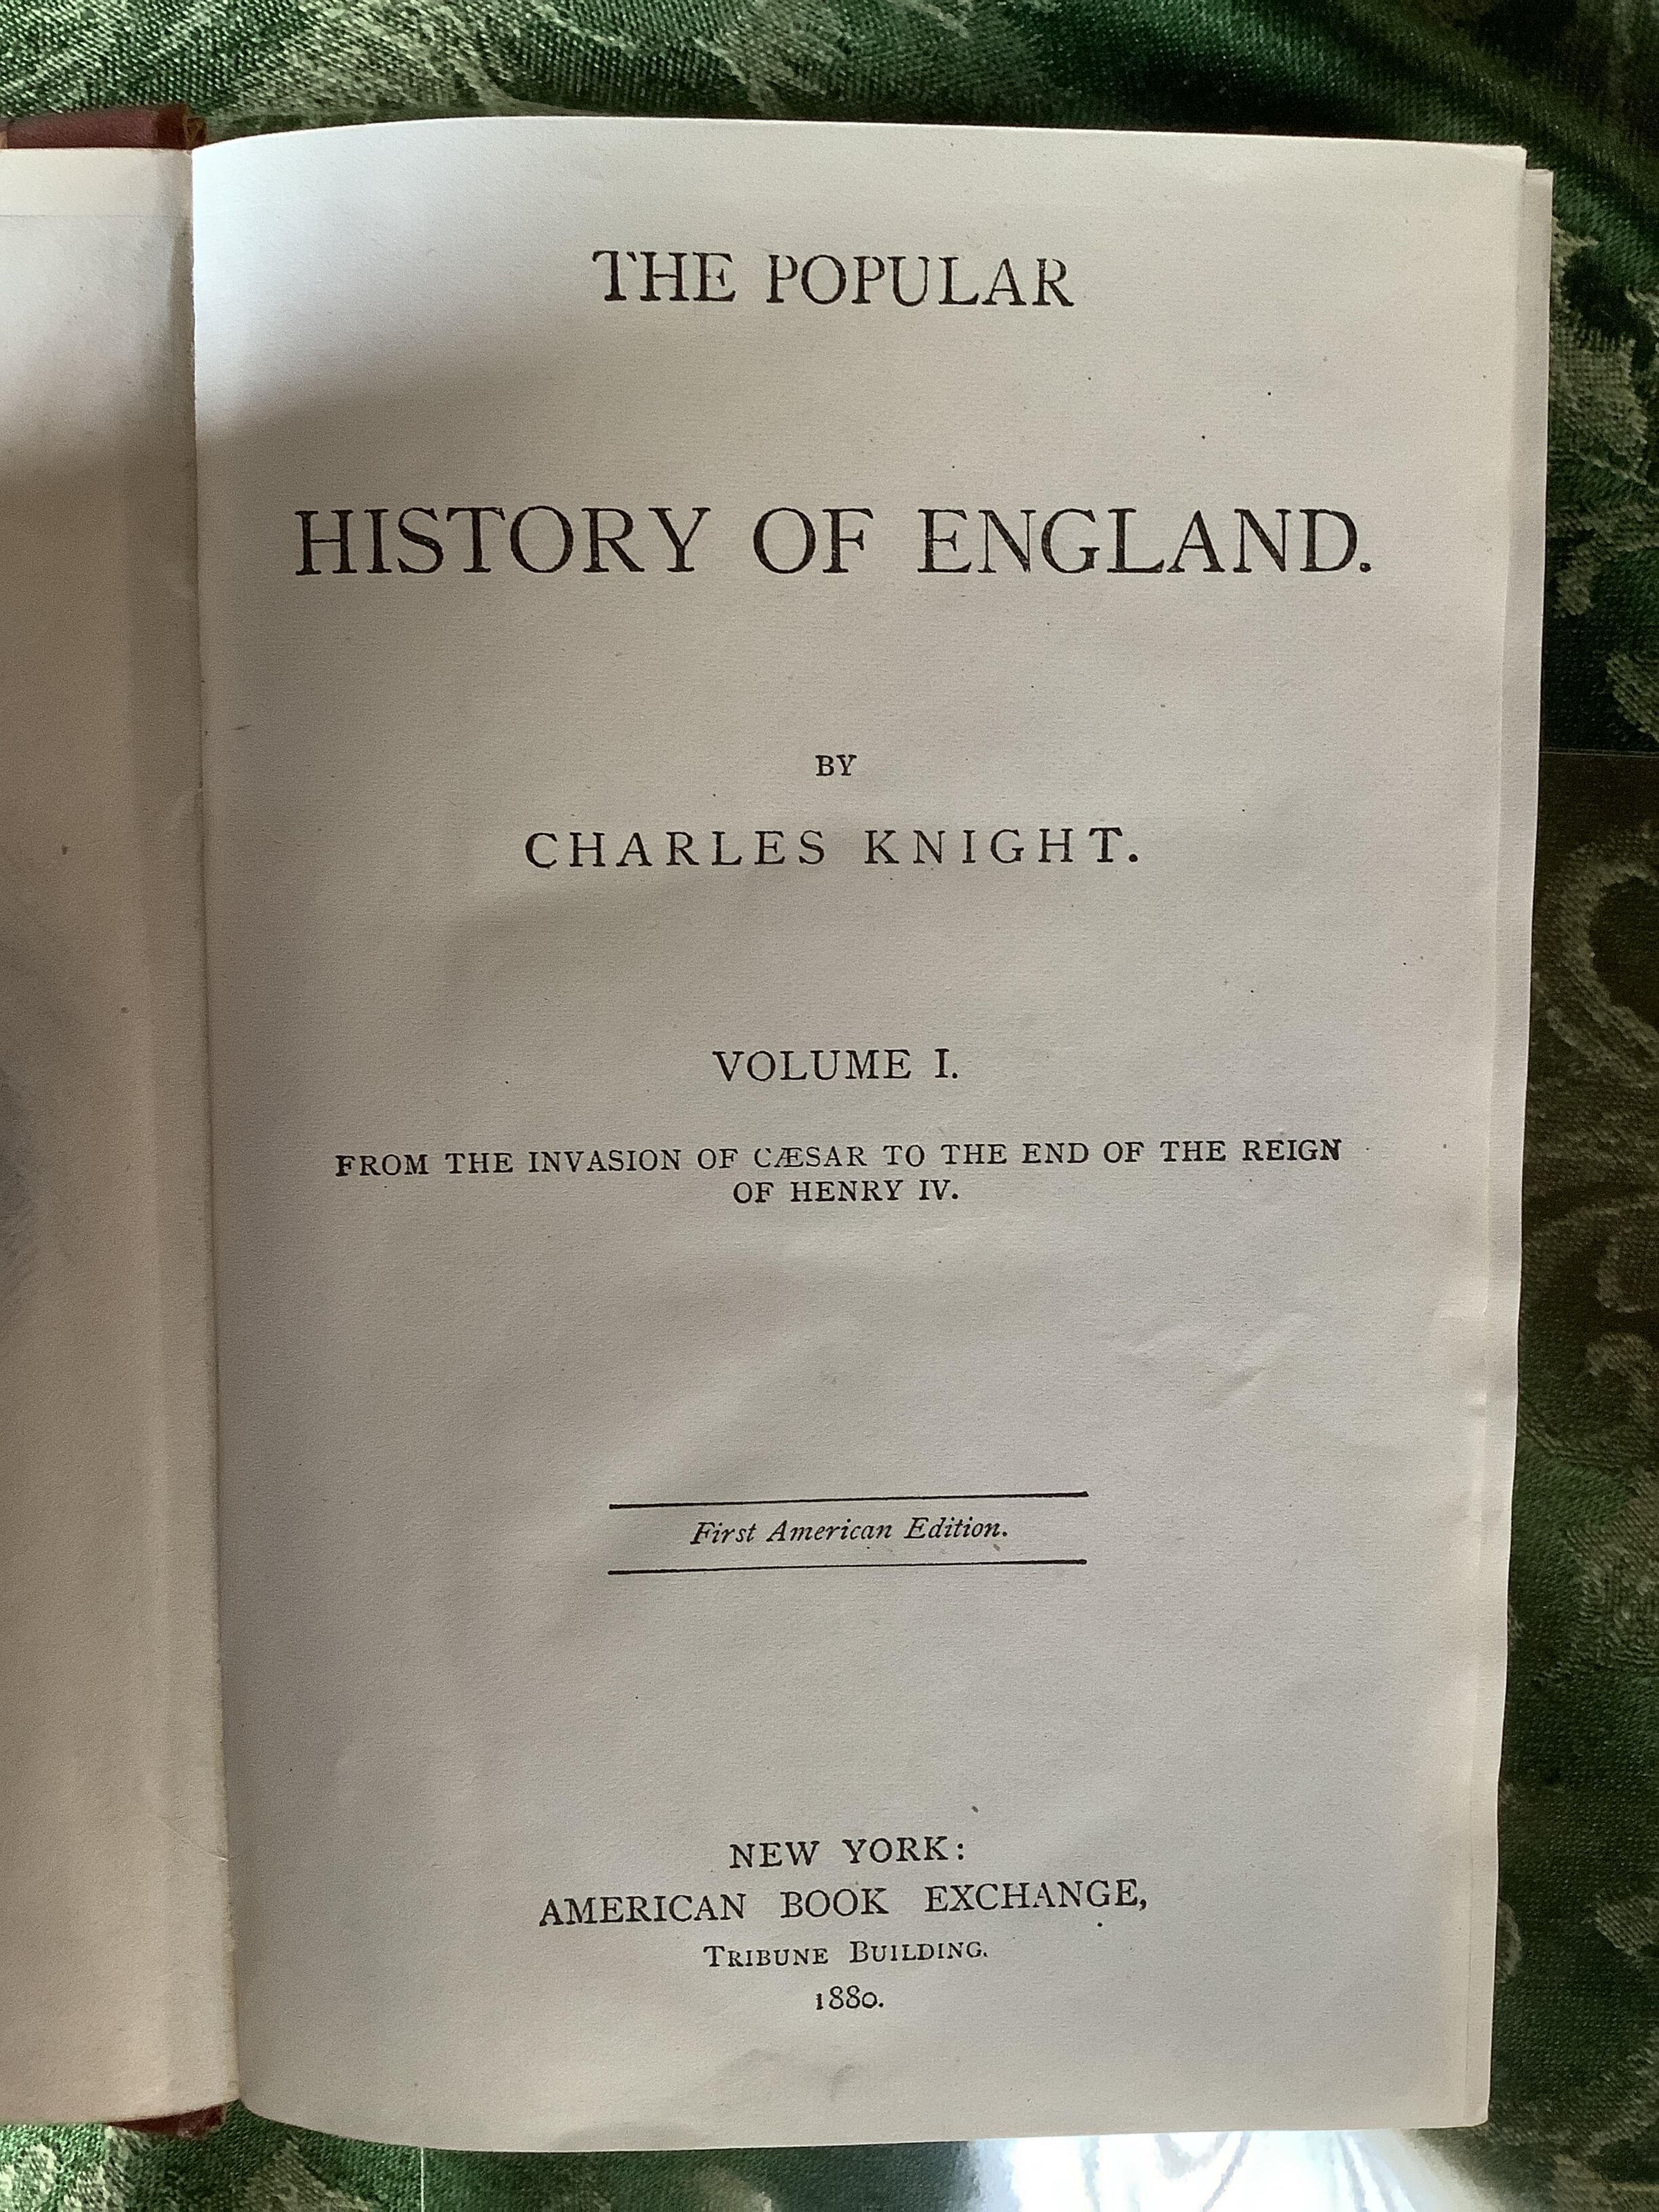 THE POPULAR
HISTORY OF ENGLAND.
BY
CHARLES KNIGHT.
VOLUME I.
FROM THE INVASION OF CÆSAR TO THE END OF THE REIGN
OF HENRY IV.
First American Edition.
NEW YORK:
AMERICAN BOOK EXCHANGE,
TRIBUNE BUILDING.
1880.